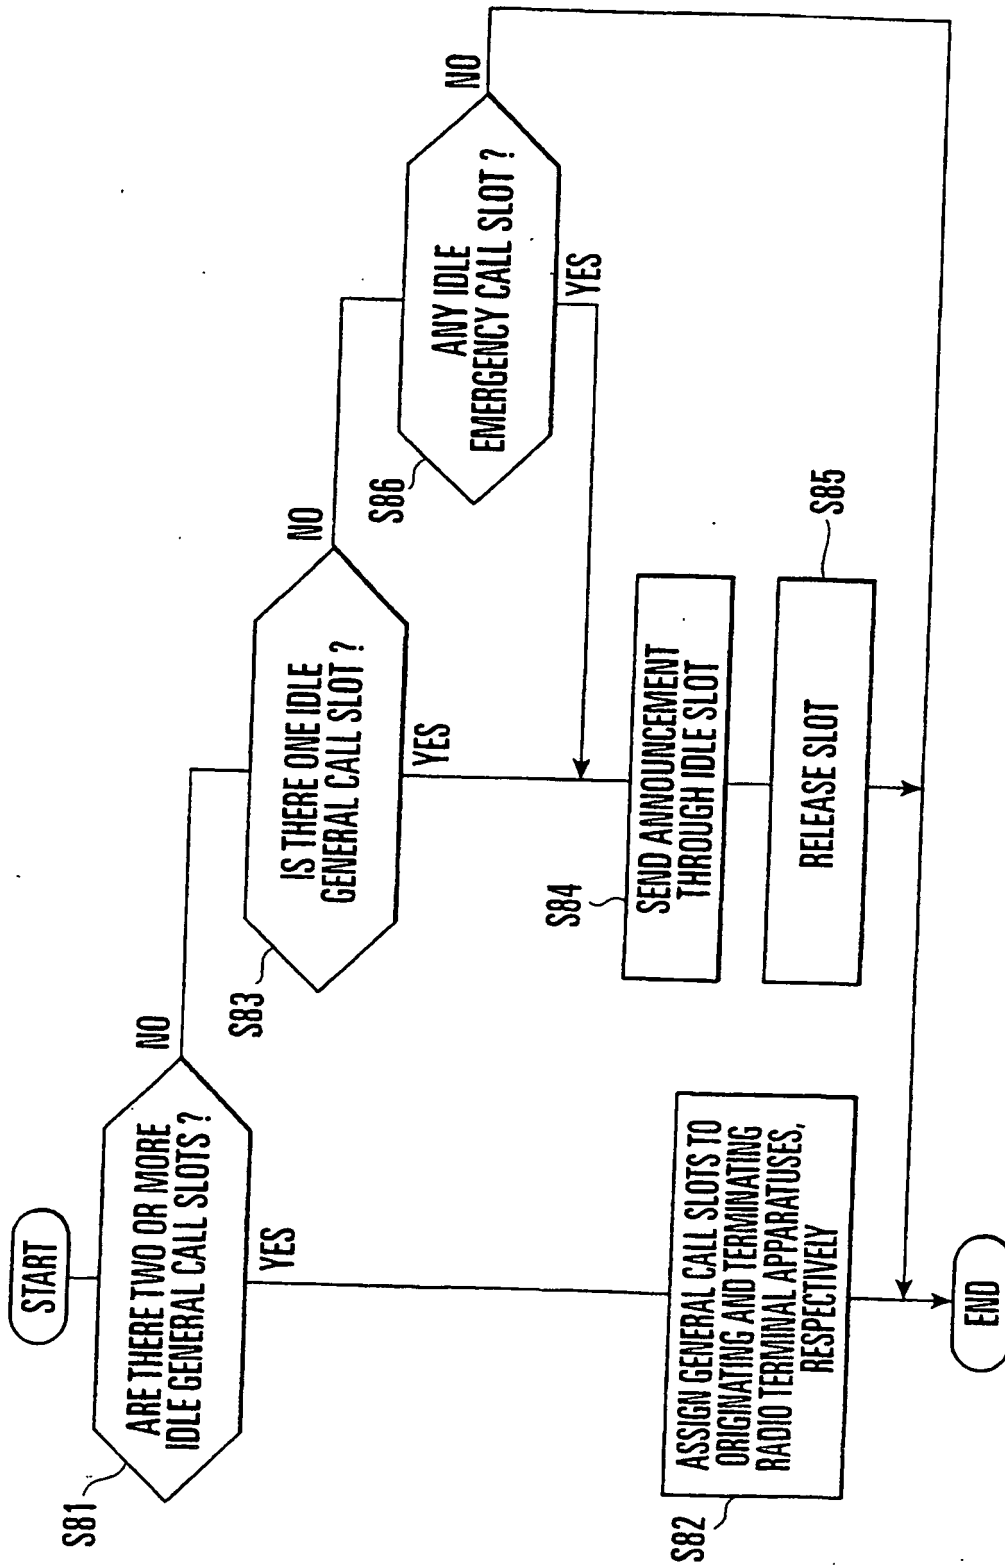 START
ARE THERE TWO OR MORE
IDLE GENERAL CALL SLOTS ?
S81
YES
NO
ASSIGN GENERAL CALL SLOTS TO
ORIGINATING AND TERMINATING
RADIO TERMINAL APPARATUSES,
RESPECTIVELY
S82
IS THERE ONE IDLE
GENERAL CALL SLOT ?
S83
YES
NO
ANY IDLE
EMERGENCY CALL SLOT ?
S86
YES
NO
SEND ANNOUNCEMENT
THROUGH IDLE SLOT
S84
RELEASE SLOT
S85
END